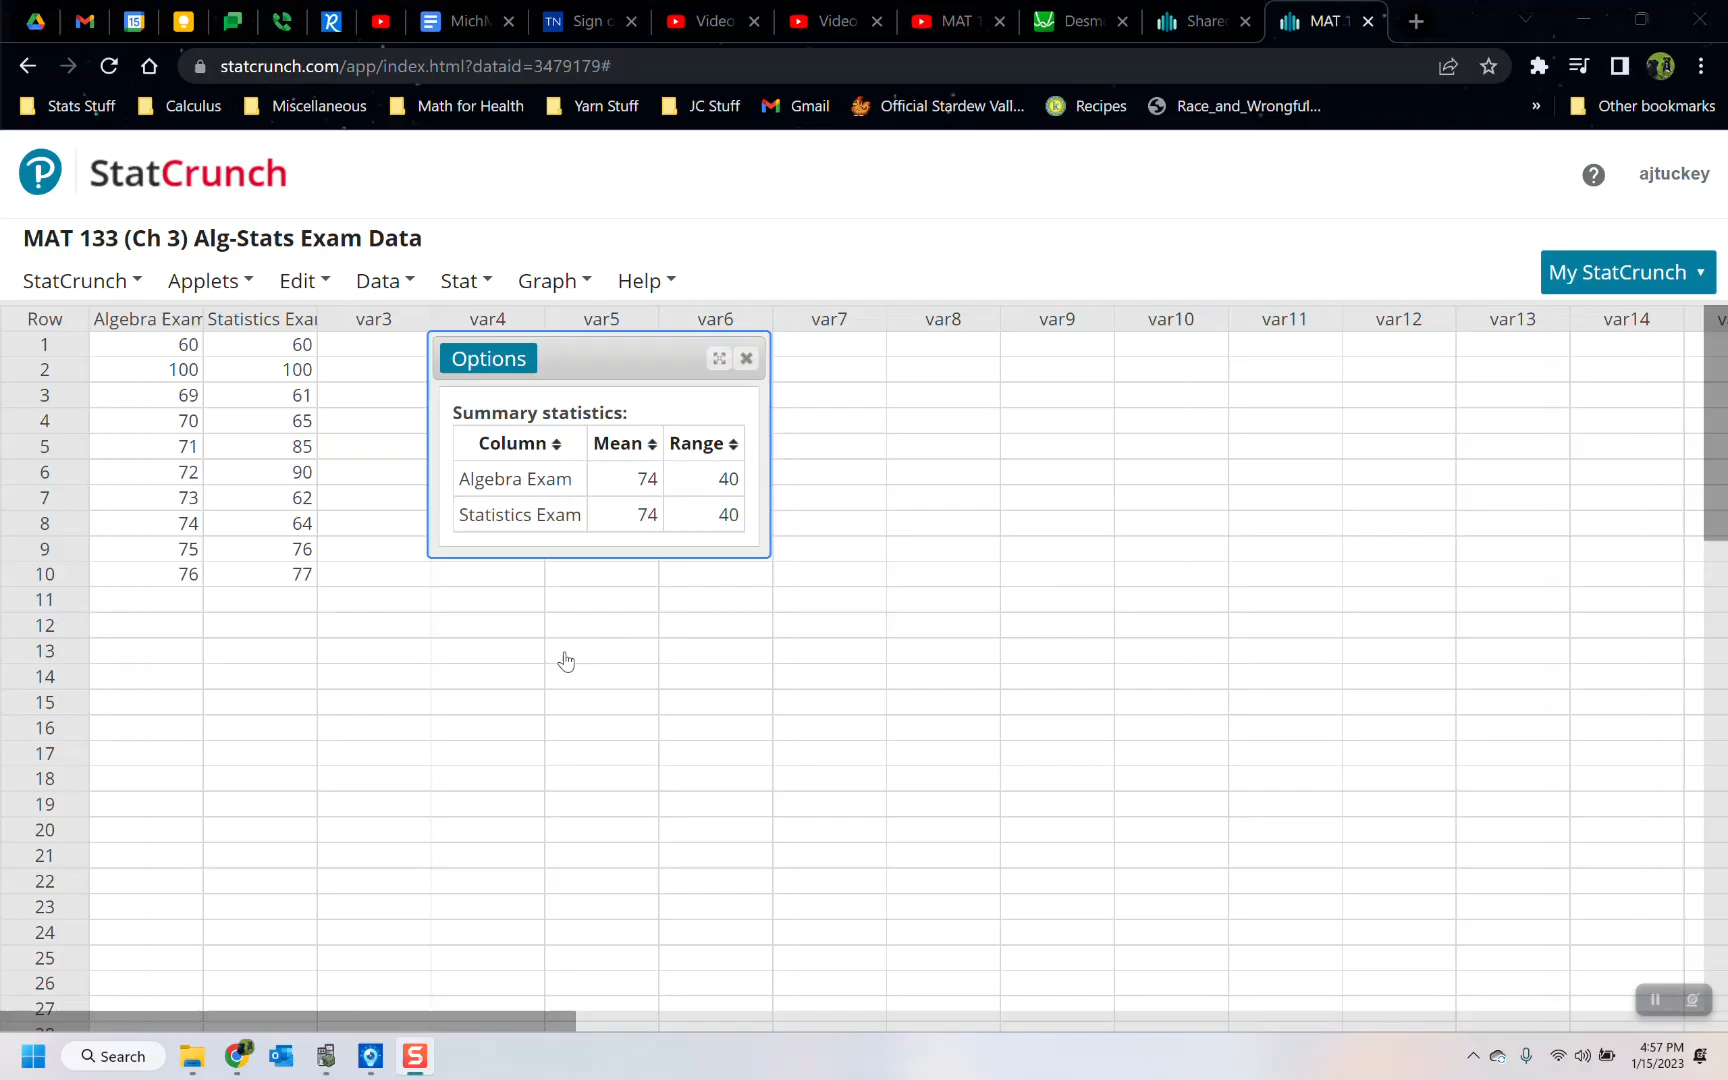 MichM
Sign o
Video
Video
MAT 1
Desm
Share
MAT 1
statcrunch.com/app/index.html?dataid=3479179#
Stats Stuff Calculus Miscellaneous Math for Health Yarn Stuff JC Stuff Gmail Official Stardew Vall... Recipes Race_and_Wrongful... » Other bookmarks
StatCrunch
ajtuckey
MAT 133 (Ch 3) Alg-Stats Exam Data
StatCrunch Applets Edit Data Stat Graph Help
My StatCrunch
Row Algebra Exam Statistics Exa var3 var4 var5 var6 var7 var8 var9 var10 var11 var12 var13 var14 v
1 60 60
2 100 100
3 69 61
4 70 65
5 71 85
6 72 90
7 73 62
8 74 64
9 75 76
10 76 77
11
12
13
14
15
16
17
18
19
20
21
22
23
24
25
26
27
Options
Summary statistics:
Column Mean Range
Algebra Exam 74 40
Statistics Exam 74 40
Search
4:57 PM
1/15/2023